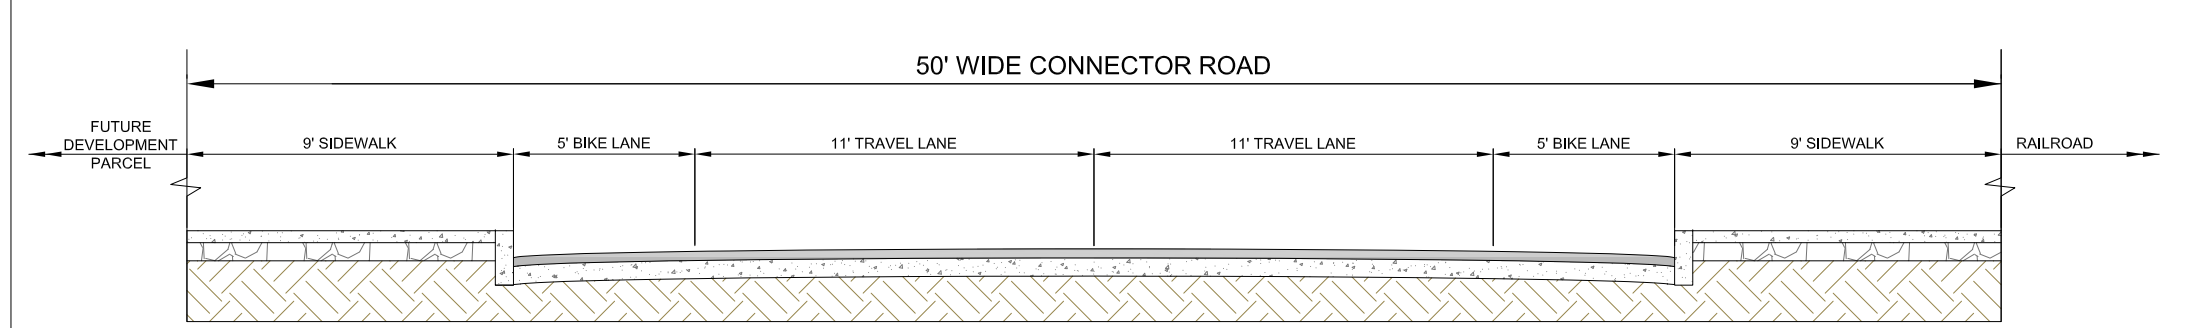 50' WIDE CONNECTOR ROAD
FUTURE
DEVELOPMENT
PARCEL
9' SIDEWALK
5' BIKE LANE
11' TRAVEL LANE
11' TRAVEL LANE
5' BIKE LANE
9' SIDEWALK
RAILROAD